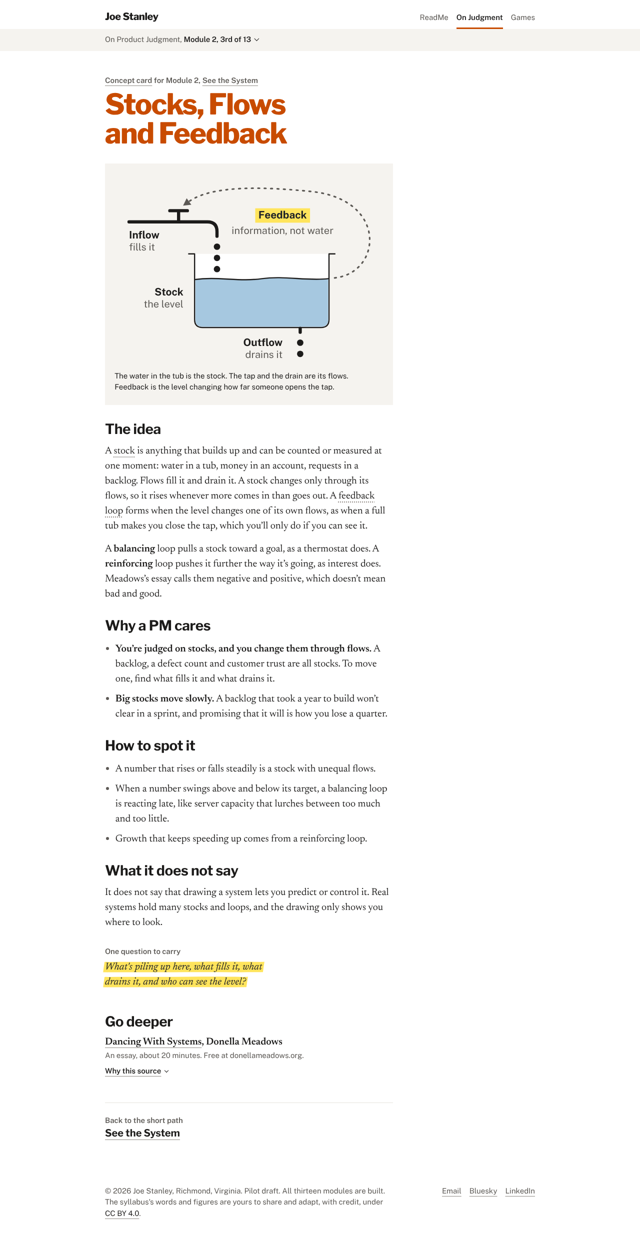 Joe Stanley
ReadMe On Judgment Games
On Product Judgment, Module 2, 3rd of 13
Concept card for Module 2, See the System
Stocks, Flows
and Feedback
Feedback
information, not water
Inflow
fills it
Stock
the level
Outflow
drains it
The water in the tub is the stock. The tap and the drain are its flows.
Feedback is the level changing how far someone opens the tap.
The idea
A stock is anything that builds up and can be counted or measured at
one moment: water in a tub, money in an account, requests in a
backlog. Flows fill it and drain it. A stock changes only through its
flows, so it rises whenever more comes in than goes out. A feedback
loop forms when the level changes one of its own flows, as when a full
tub makes you close the tap, which you’ll only do if you can see it.
A balancing loop pulls a stock toward a goal, as a thermostat does. A
reinforcing loop pushes it further the way it’s going, as interest does.
Meadows’s essay calls them negative and positive, which doesn’t mean
bad and good.
Why a PM cares
• You’re judged on stocks, and you change them through flows. A
backlog, a defect count and customer trust are all stocks. To move
one, find what fills it and what drains it.
• Big stocks move slowly. A backlog that took a year to build won’t
clear in a sprint, and promising that it will is how you lose a quarter.
How to spot it
• A number that rises or falls steadily is a stock with unequal flows.
• When a number swings above and below its target, a balancing loop
is reacting late, like server capacity that lurches between too much
and too little.
• Growth that keeps speeding up comes from a reinforcing loop.
What it does not say
It does not say that drawing a system lets you predict or control it. Real
systems hold many stocks and loops, and the drawing only shows you
where to look.
One question to carry
What’s piling up here, what fills it, what
drains it, and who can see the level?
Go deeper
Dancing With Systems, Donella Meadows
An essay, about 20 minutes. Free at donellameadows.org.
Why this source
Back to the short path
See the System
© 2026 Joe Stanley, Richmond, Virginia. Pilot draft. All thirteen modules are built.
The syllabus’s words and figures are yours to share and adapt, with credit, under
CC BY 4.0.
Email Bluesky LinkedIn